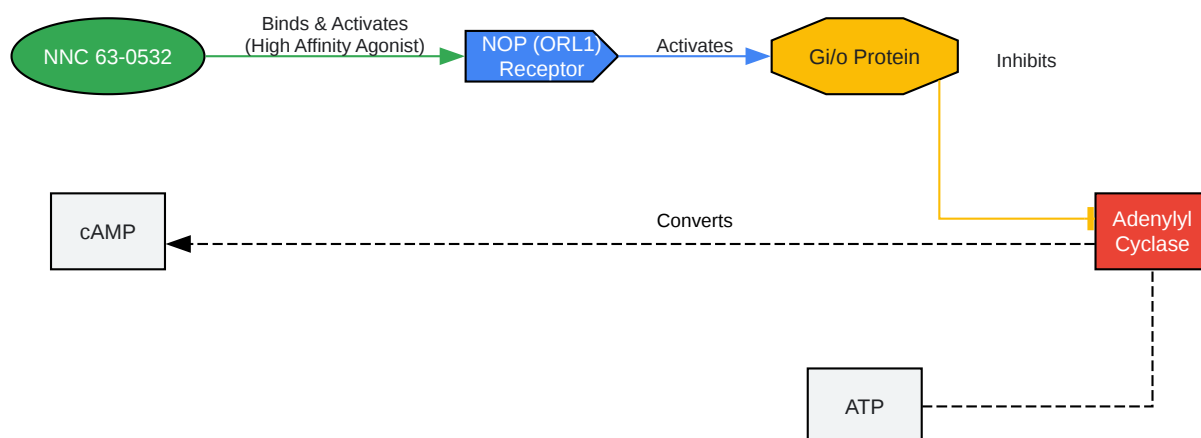 NNC 63-0532
Binds & Activates
(High Affinity Agonist)
NOP (ORL1)
Receptor
Activates
Gi/o Protein
Inhibits
cAMP
Converts
Adenylyl
Cyclase
ATP